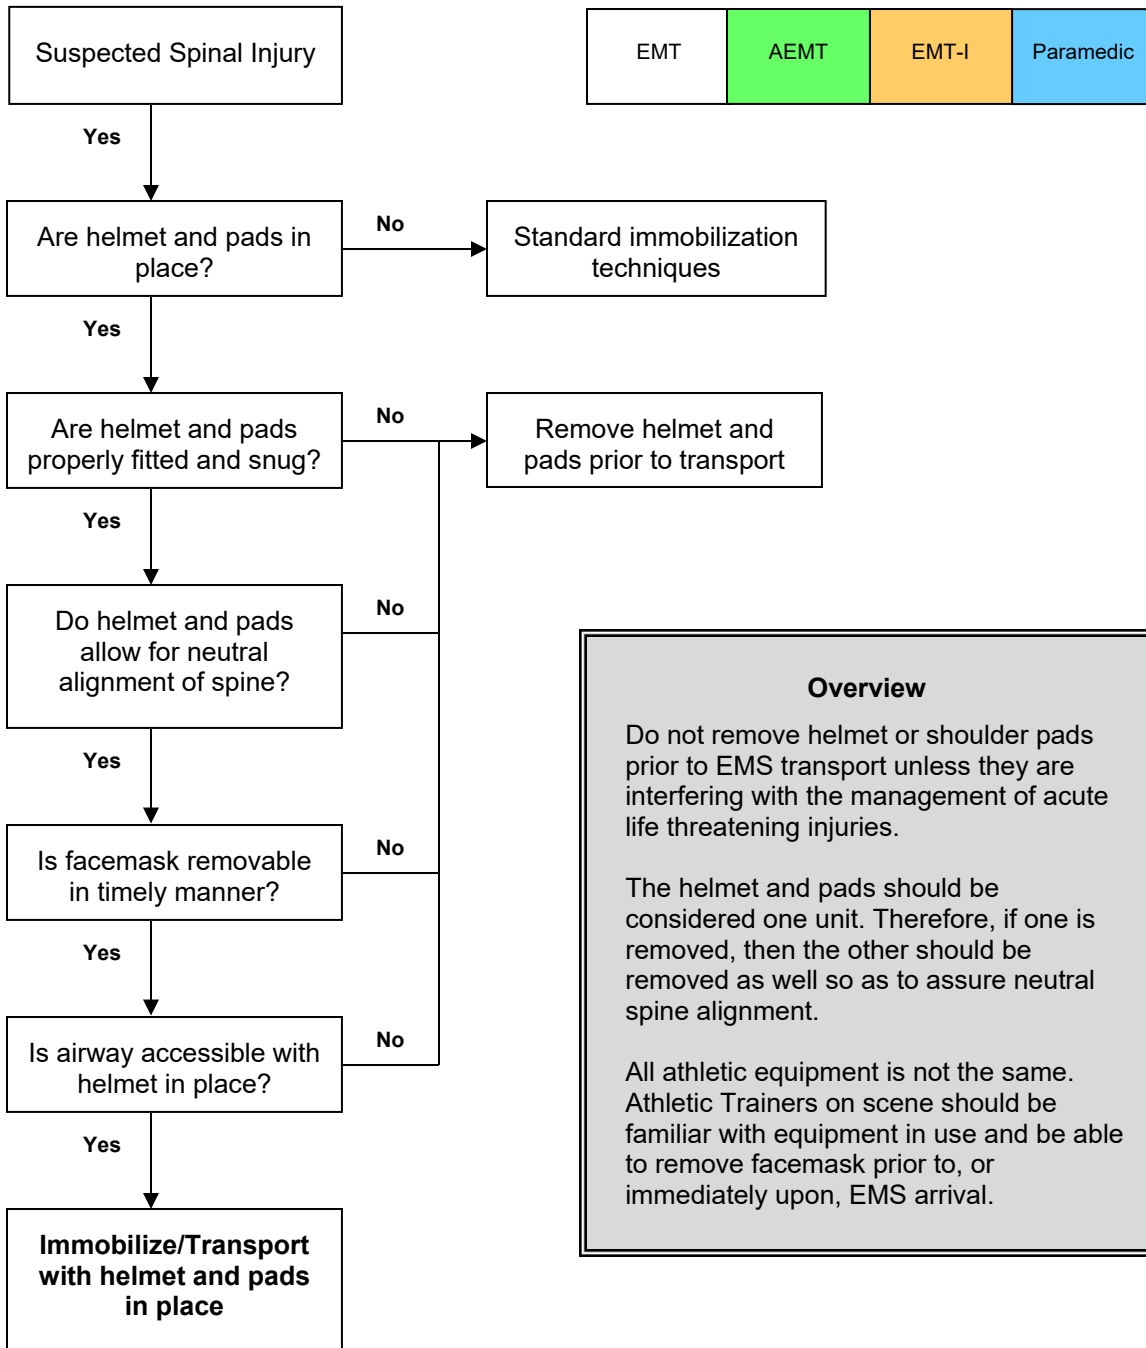 Suspected Spinal Injury
EMT
AEMT
EMT-I
Paramedic
Yes
Are helmet and pads in
place?
No
Standard immobilization
techniques
Yes
Are helmet and pads
properly fitted and snug?
No
Remove helmet and
pads prior to transport
Yes
Do helmet and pads
allow for neutral
alignment of spine?
No
Yes
Is facemask removable
in timely manner?
No
Yes
Is airway accessible with
helmet in place?
No
Yes
Immobilize/Transport
with helmet and pads
in place
Overview
Do not remove helmet or shoulder pads
prior to EMS transport unless they are
interfering with the management of acute
life threatening injuries.
The helmet and pads should be
considered one unit. Therefore, if one is
removed, then the other should be
removed as well so as to assure neutral
spine alignment.
All athletic equipment is not the same.
Athletic Trainers on scene should be
familiar with equipment in use and be able
to remove facemask prior to, or
immediately upon, EMS arrival.